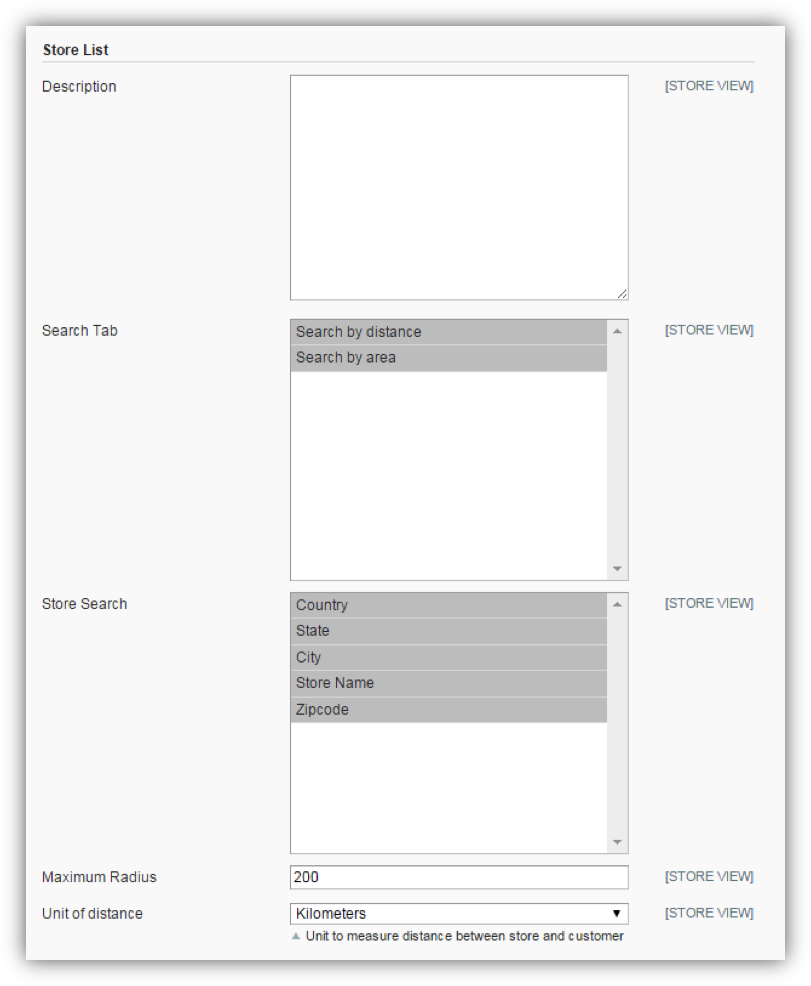 Store List
Description [STORE VIEW]
Search Tab Search by distance [STORE VIEW]
Search by area
Store Search Country [STORE VIEW]
State
City
Store Name
Zipcode
Maximum Radius 200 [STORE VIEW]
Unit of distance Kilometers [STORE VIEW]
Unit to measure distance between store and customer